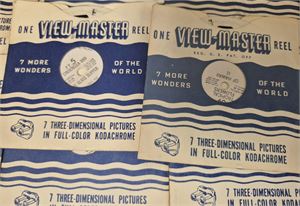 ONE VIEW-MASTER REEL
7 MORE WONDERS OF THE WORLD
7 THREE-DIMENSIONAL PICTURES
IN FULL-COLOR KODACHROME
ONE VIEW-MASTER REEL
REG. U.S. PAT. OFF.
7 MORE WONDERS OF THE WORLD
7 THREE-DIMENSIONAL PICTURES
IN FULL-COLOR KODACHROME
7 THREE-DIMENSIONAL PICTURES
IN FULL-COLOR KODACHROME
7 THREE-DIMENSIONAL
IN FULL-COLOR